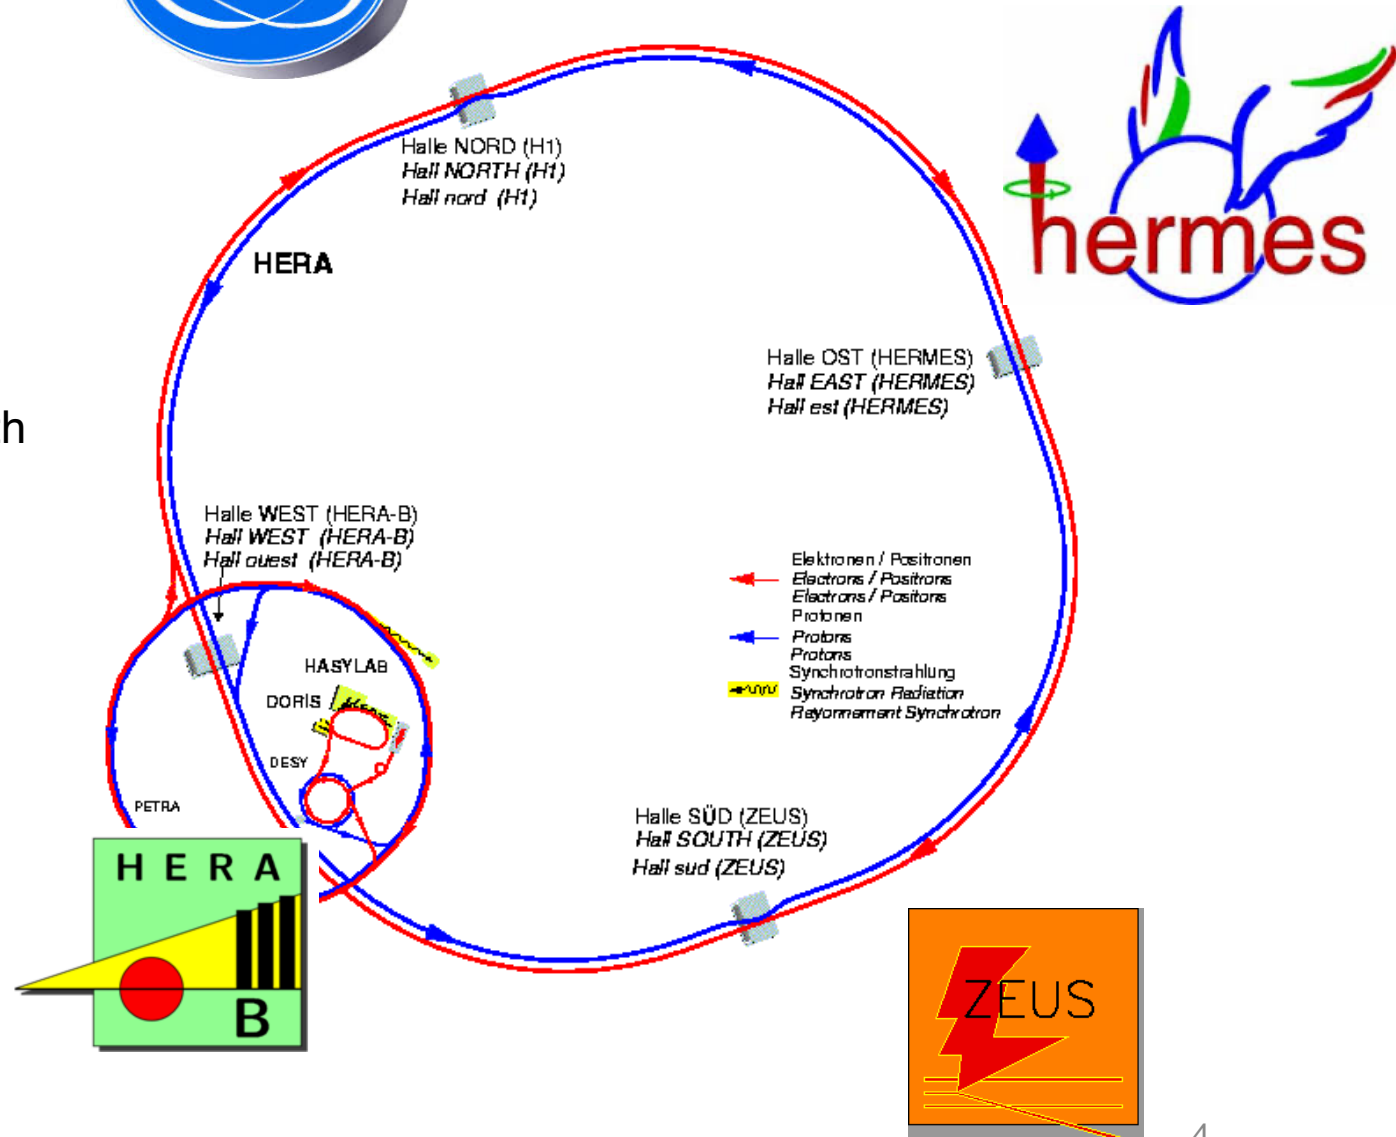 Halle NORD (H1)
Hall NORTH (H1)
Hall nord (H1)
hermes
HERA
Halle OST (HERMES)
Hall EAST (HERMES)
Hall est (HERMES)
Halle WEST (HERA-B)
Hall WEST (HERA-B)
Hall ouest (HERA-B)
Elektronen / Positronen
Electrons / Positrons
Electrons / Positons
Protonen
Protons
Protons
Synchrotronstrahlung
Synchrotron Radiation
Rayonnement Synchrotron
HASYLAB
DORIS
DESY
PETRA
Halle SÜD (ZEUS)
Hall SOUTH (ZEUS)
Hall sud (ZEUS)
HERA
B
ZEUS